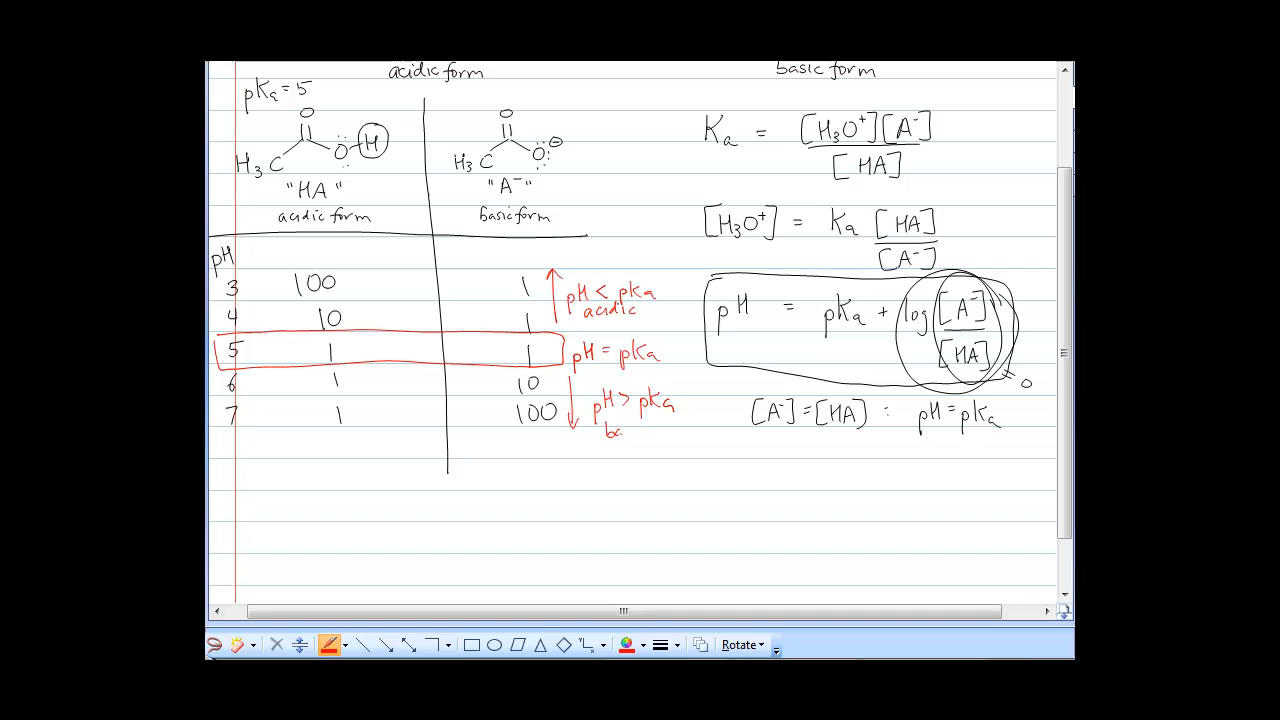 acidic form
basic form
pKa = 5
O
H3C O-H
"HA"
acidic form
O
H3C O⊖
"A⁻"
basic form
pH
3 100 1
4 10 1
5 1 1
6 1 10
7 1 100
pH < pKa
acidic
pH = pKa
pH > pKa
ba
Ka = [H3O⁺][A⁻]
[HA]
[H3O⁺] = Ka [HA]
[A⁻]
pH = pKa + log [A⁻]
[HA]
= 0
[A⁻] = [HA] : pH = pKa
Rotate